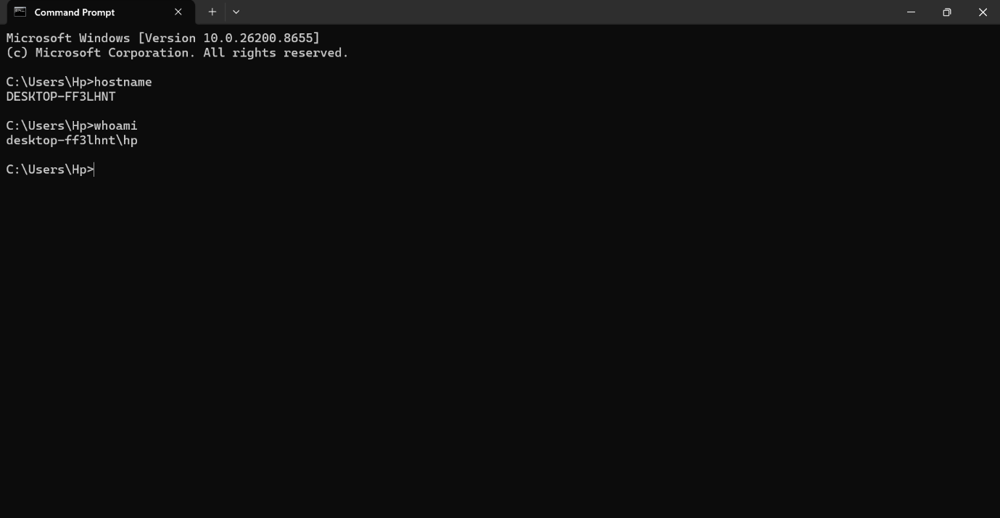 Command Prompt
Microsoft Windows [Version 10.0.26200.8655]
(c) Microsoft Corporation. All rights reserved.
C:\Users\Hp>hostname
DESKTOP-FF3LHNT
C:\Users\Hp>whoami
desktop-ff3lhnt\hp
C:\Users\Hp>